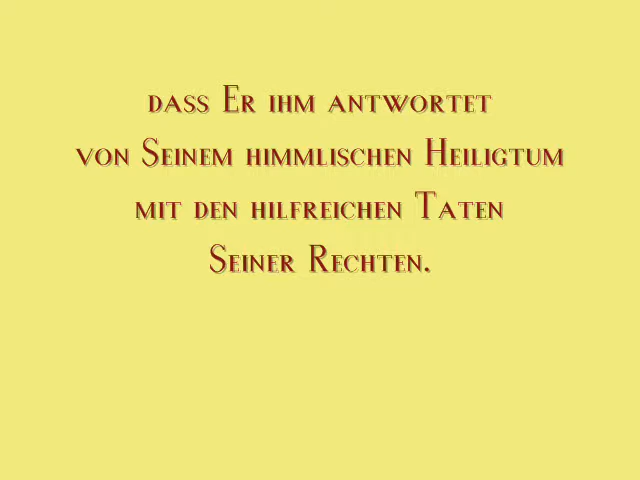 dass Er ihm antwortet
von Seinem himmlischen Heiligtum
mit den hilfreichen Taten
Seiner Rechten.